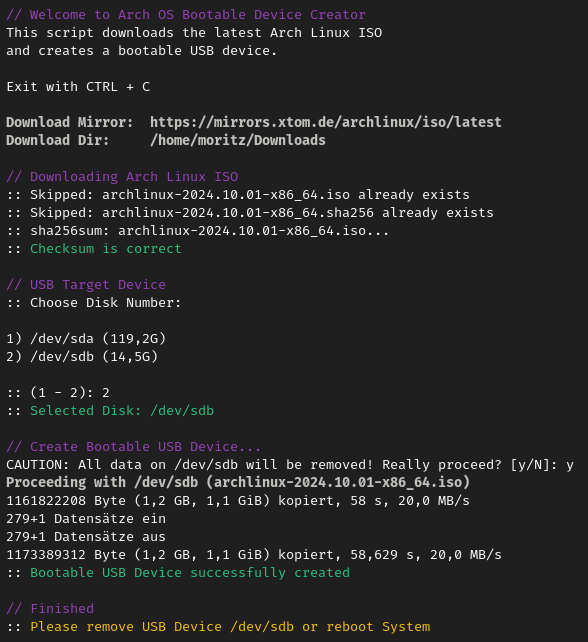 // Welcome to Arch OS Bootable Device Creator
This script downloads the latest Arch Linux ISO
and creates a bootable USB device.
Exit with CTRL + C
Download Mirror:  https://mirrors.xtom.de/archlinux/iso/latest
Download Dir:     /home/moritz/Downloads
// Downloading Arch Linux ISO
:: Skipped: archlinux-2024.10.01-x86_64.iso already exists
:: Skipped: archlinux-2024.10.01-x86_64.sha256 already exists
:: sha256sum: archlinux-2024.10.01-x86_64.iso...
:: Checksum is correct
// USB Target Device
:: Choose Disk Number:
1) /dev/sda (119,2G)
2) /dev/sdb (14,5G)
:: (1 - 2): 2
:: Selected Disk: /dev/sdb
// Create Bootable USB Device...
CAUTION: All data on /dev/sdb will be removed! Really proceed? [y/N]: y
Proceeding with /dev/sdb (archlinux-2024.10.01-x86_64.iso)
1161822208 Byte (1,2 GB, 1,1 GiB) kopiert, 58 s, 20,0 MB/s
279+1 Datensätze ein
279+1 Datensätze aus
1173389312 Byte (1,2 GB, 1,1 GiB) kopiert, 58,629 s, 20,0 MB/s
:: Bootable USB Device successfully created
// Finished
:: Please remove USB Device /dev/sdb or reboot System